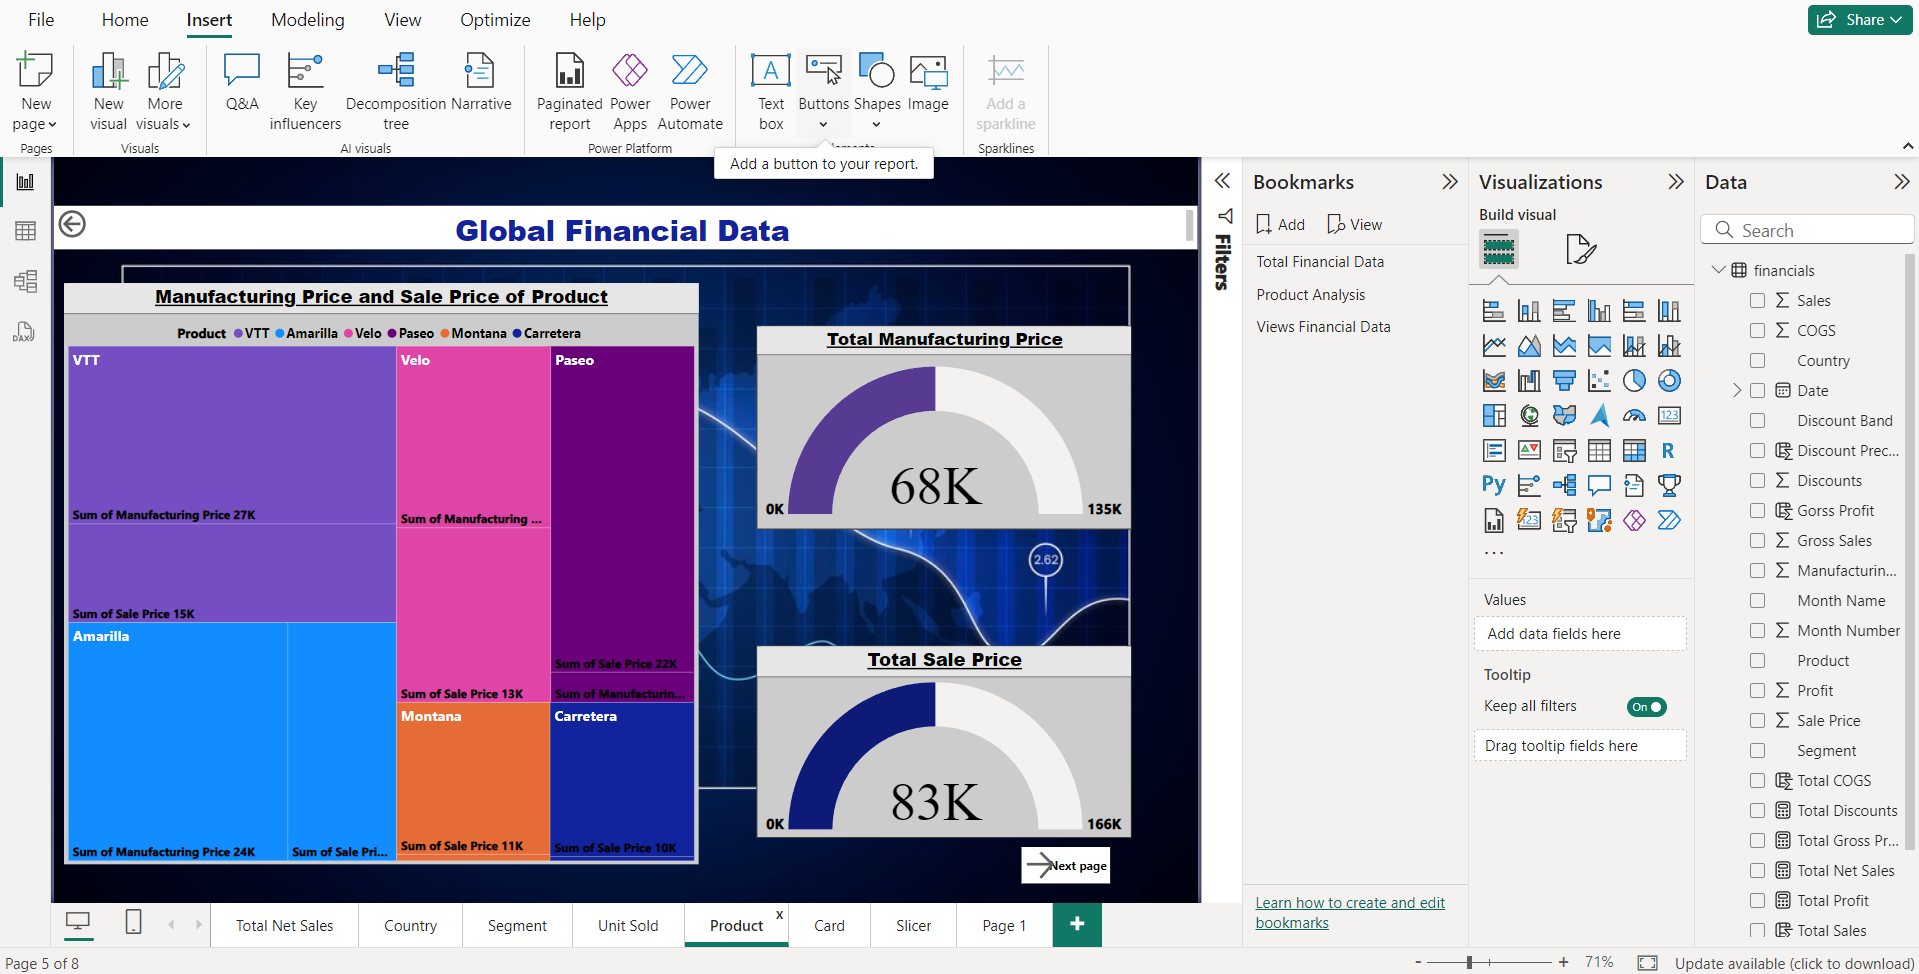 File Home Insert Modeling View Optimize Help
Share
New page
New visual
More visuals
Q&A
Key influencers
Decomposition tree
Narrative
Paginated report
Power Apps
Power Automate
Text box
Buttons
Shapes
Image
Add a sparkline
Pages
Visuals
AI visuals
Power Platform
Sparklines
Add a button to your report.
Global Financial Data
Manufacturing Price and Sale Price of Product
Product VTT Amarilla Velo Paseo Montana Carretera
VTT
Sum of Manufacturing Price 27K
Sum of Sale Price 15K
Amarilla
Sum of Manufacturing Price 24K
Sum of Sale Pri...
Velo
Sum of Manufacturing ...
Sum of Sale Price 13K
Paseo
Sum of Sale Price 22K
Sum of Manufacturin...
Montana
Sum of Sale Price 11K
Carretera
Sum of Sale Price 10K
Total Manufacturing Price
68K
0K
135K
2.62
Total Sale Price
83K
0K
166K
Next page
Filters
Bookmarks
Add
View
Total Financial Data
Product Analysis
Views Financial Data
Learn how to create and edit
bookmarks
Visualizations
Build visual
123
R
Py
123
...
Values
Add data fields here
Tooltip
Keep all filters
On
Drag tooltip fields here
Data
Search
financials
Sales
COGS
Country
Date
Discount Band
Discount Prec...
Discounts
Gorss Profit
Gross Sales
Manufacturin...
Month Name
Month Number
Product
Profit
Sale Price
Segment
Total COGS
Total Discounts
Total Gross Pr...
Total Net Sales
Total Profit
Total Sales
DAX
Total Net Sales
Country
Segment
Unit Sold
Product
X
Card
Slicer
Page 1
+
Page 5 of 8
- + 71%
Update available (click to download)